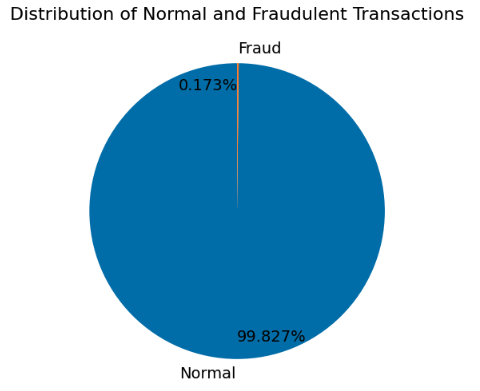 Distribution of Normal and Fraudulent Transactions
Fraud
0.173%
99.827%
Normal